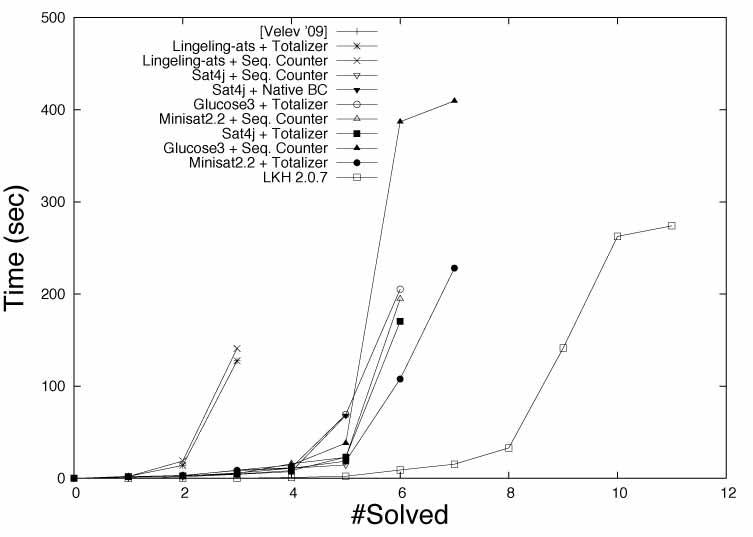 500
400
300
200
100
0
Time (sec)
[Velev '09]
Lingeling-ats + Totalizer
Lingeling-ats + Seq. Counter
Sat4j + Seq. Counter
Sat4j + Native BC
Glucose3 + Totalizer
Minisat2.2 + Seq. Counter
Sat4j + Totalizer
Glucose3 + Seq. Counter
Minisat2.2 + Totalizer
LKH 2.0.7
0 2 4 6 8 10 12
#Solved